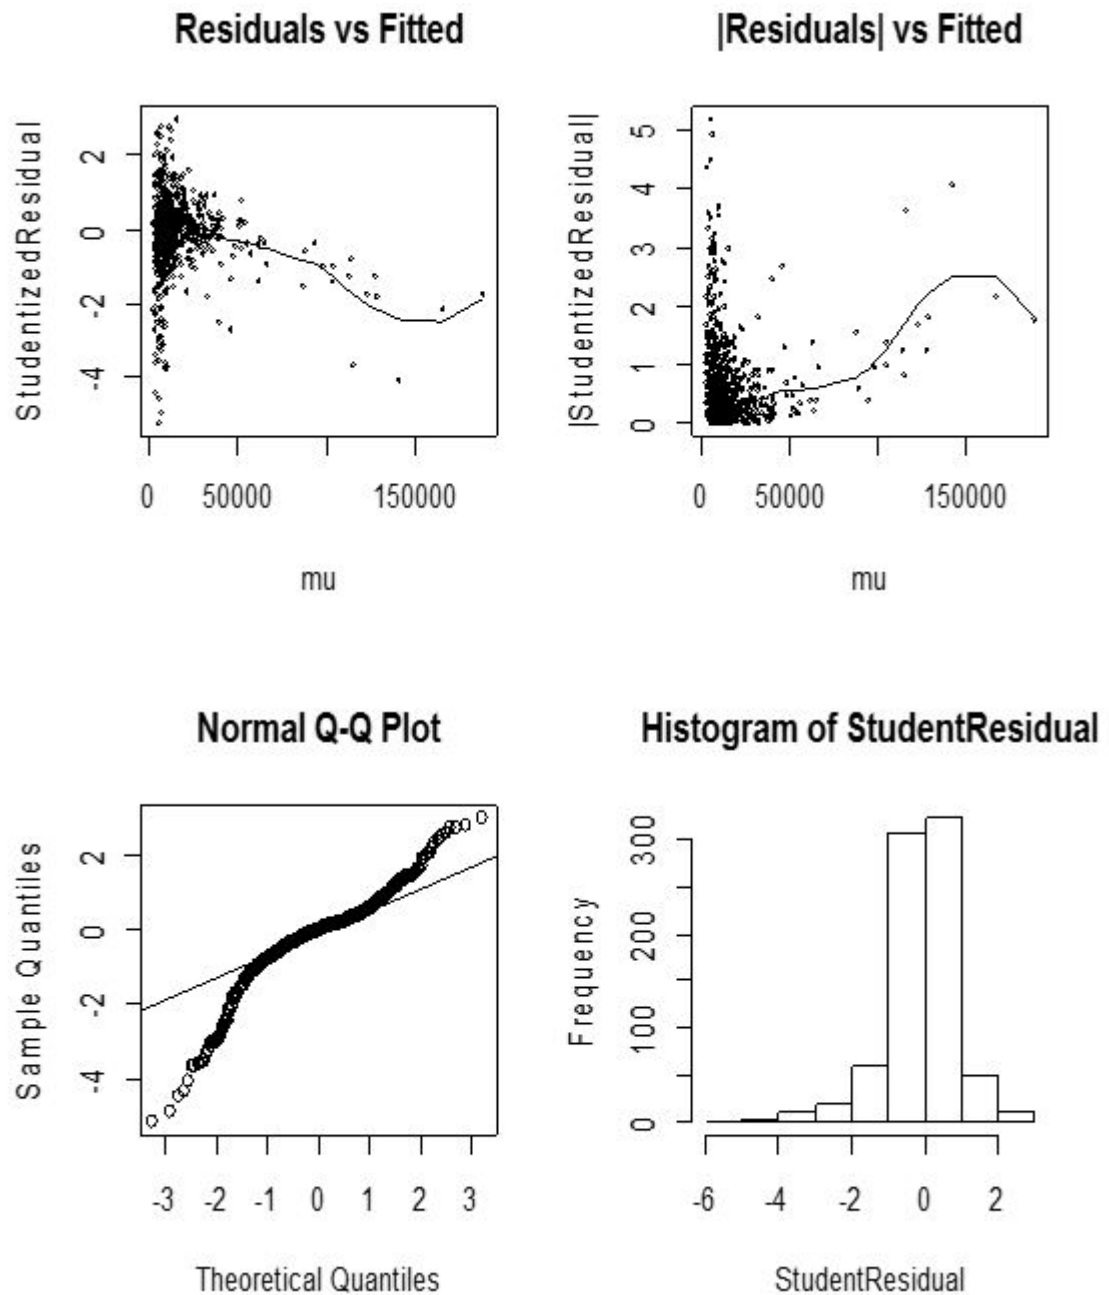 Residuals vs Fitted
StudentizedResidual
2
0
-2
-4
0 50000 150000
mu
|Residuals| vs Fitted
|StudentizedResidual|
5
4
3
2
1
0
0 50000 150000
mu
Normal Q-Q Plot
Sample Quantiles
2
0
-2
-4
-3 -2 -1 0 1 2 3
Theoretical Quantiles
Histogram of StudentResidual
Frequency
300
200
100
0
-6 -4 -2 0 2
StudentResidual